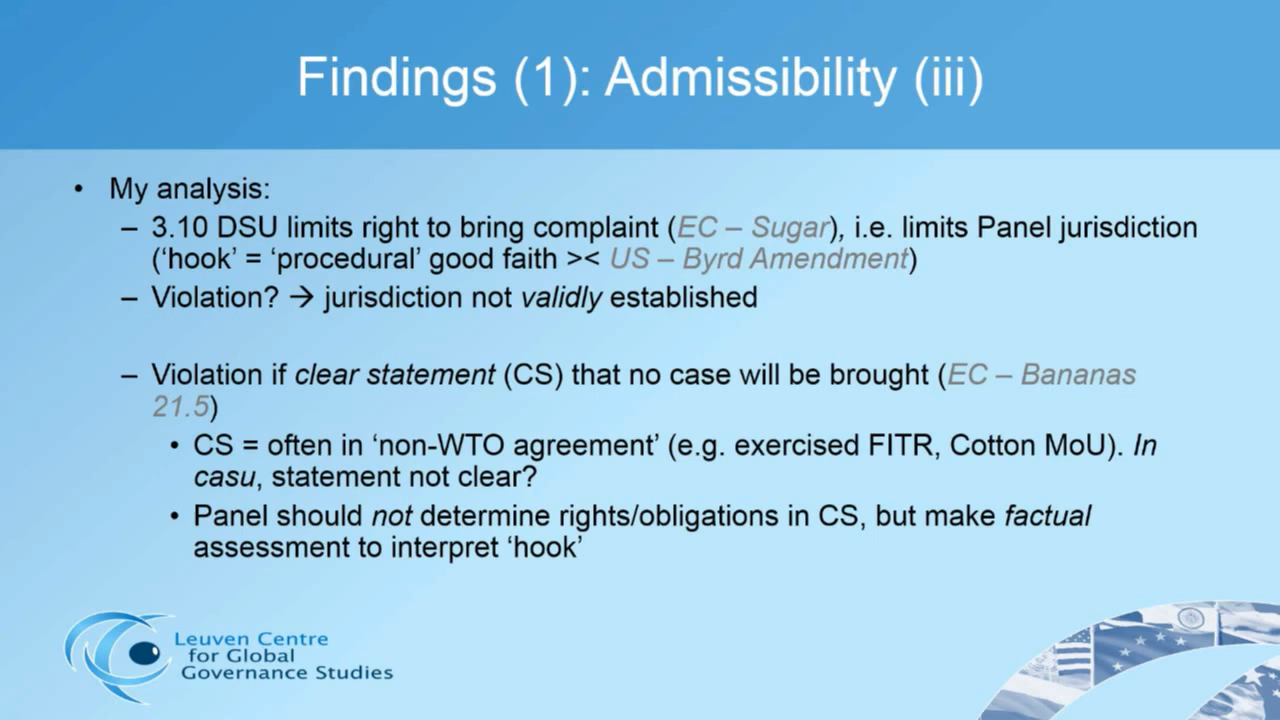 Findings (1): Admissibility (iii)
• My analysis:
– 3.10 DSU limits right to bring complaint (EC – Sugar), i.e. limits Panel jurisdiction
(‘hook’ = ‘procedural’ good faith >< US – Byrd Amendment)
– Violation? → jurisdiction not validly established
– Violation if clear statement (CS) that no case will be brought (EC – Bananas
21.5)
• CS = often in ‘non-WTO agreement’ (e.g. exercised FITR, Cotton MoU). In
casu, statement not clear?
• Panel should not determine rights/obligations in CS, but make factual
assessment to interpret ‘hook’
Leuven Centre
for Global
Governance Studies